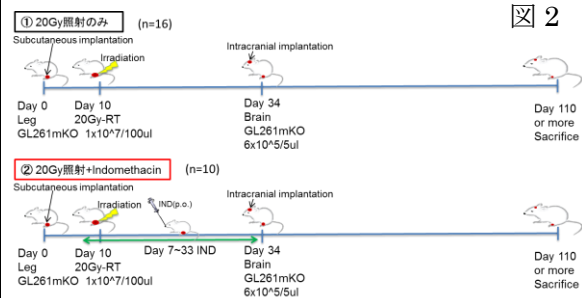 図 2
① 20Gy照射のみ (n=16)
Subcutaneous implantation
Irradiation
Intracranial implantation
Day 0
Leg
GL261mKO 1x10^7/100ul
Day 10
20Gy-RT
Day 34
Brain
GL261mKO
6x10^5/5ul
Day 110
or more
Sacrifice
② 20Gy照射+Indomethacin (n=10)
Subcutaneous implantation
Irradiation
IND(p.o.)
Intracranial implantation
Day 7~33 IND
Day 0
Leg
GL261mKO 1x10^7/100ul
Day 10
20Gy-RT
Day 34
Brain
GL261mKO
6x10^5/5ul
Day 110
or more
Sacrifice